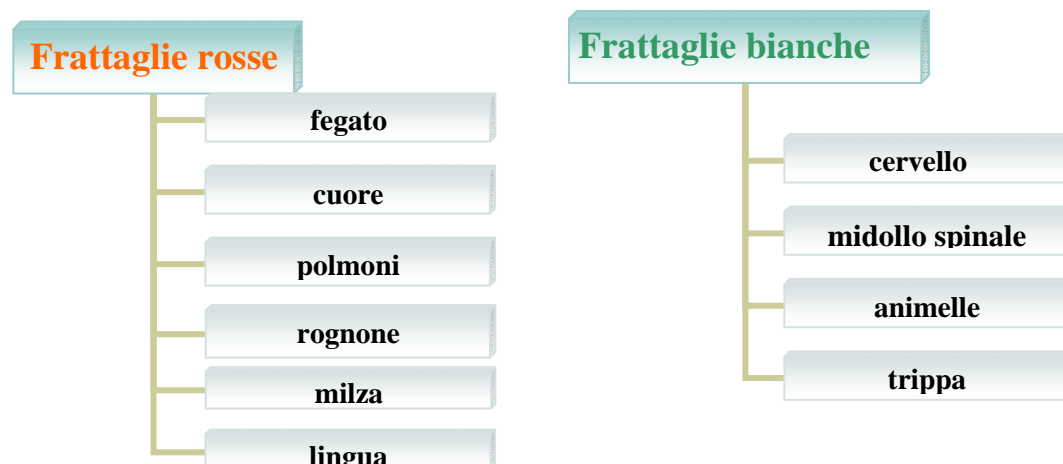 Frattaglie rosse
fegato
cuore
polmoni
rognone
milza
lingua
Frattaglie bianche
cervello
midollo spinale
animelle
trippa